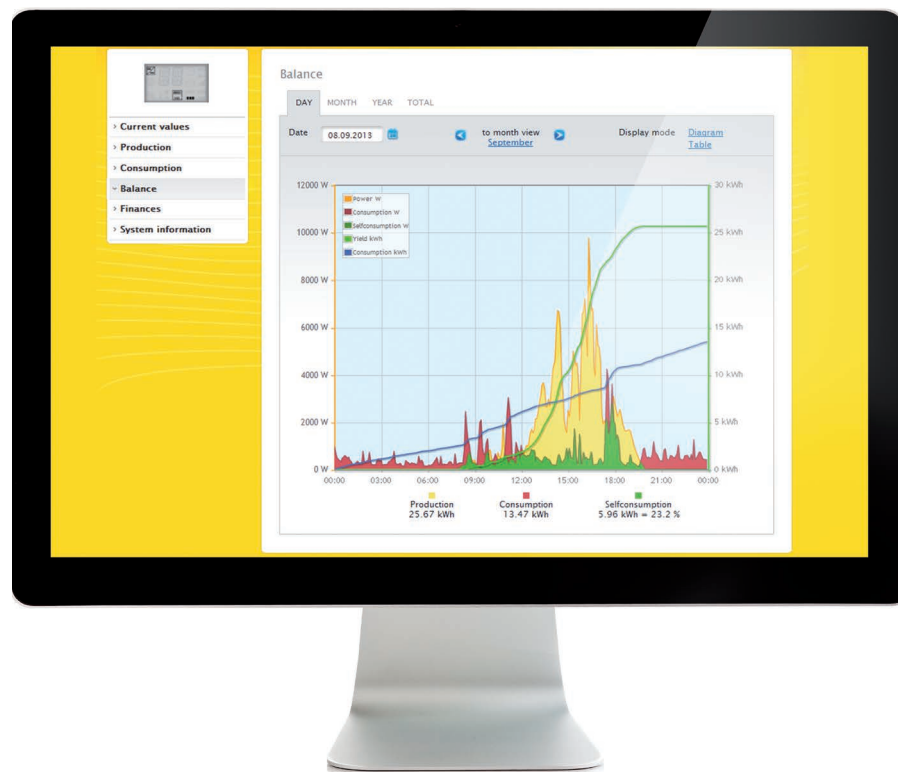 Balance
DAY MONTH YEAR TOTAL
Date 08.09.2013 to month view Display mode Diagram
September Table
> Current values
> Production
> Consumption
Balance
> Finances
> System information
12000 W
10000 W
8000 W
6000 W
4000 W
2000 W
0 W
Power W
Consumption W
Selfconsumption W
Yield kWh
Consumption kWh
30 kWh
25 kWh
20 kWh
15 kWh
10 kWh
5 kWh
0 kWh
00:00 03:00 06:00 09:00 12:00 15:00 18:00 21:00 00:00
Production Consumption Selfconsumption
25.67 kWh 13.47 kWh 5.96 kWh = 23.2 %